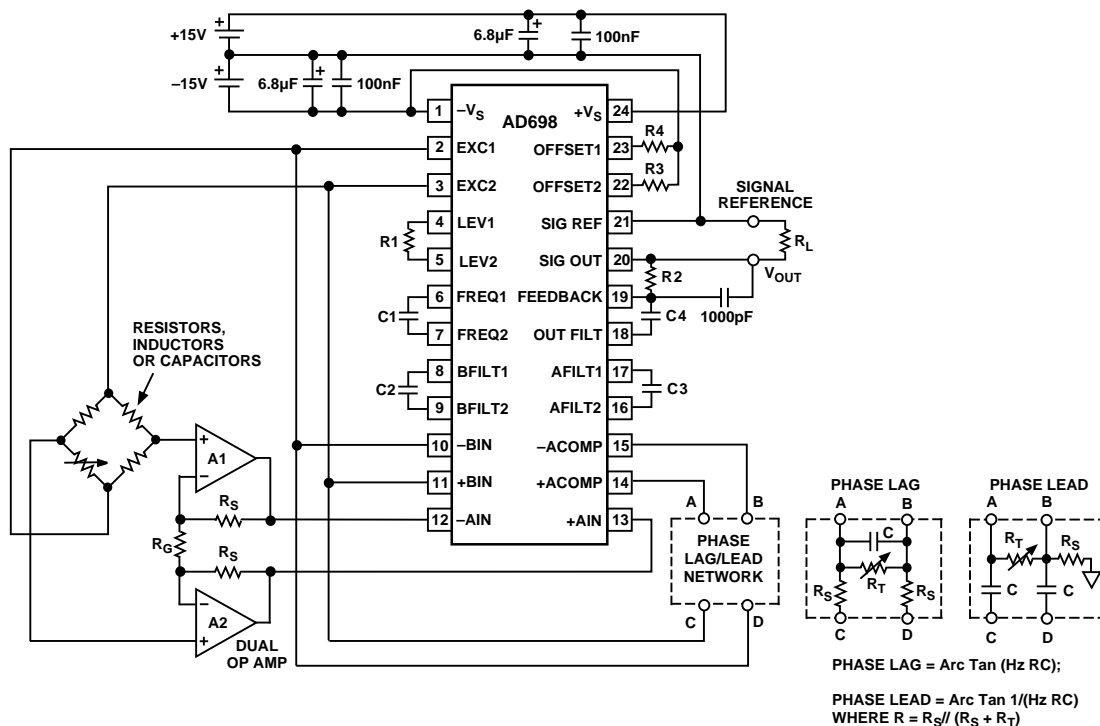 +15V
–15V
6.8µF
100nF
6.8µF
100nF
AD698
1 –VS
2 EXC1
3 EXC2
4 LEV1
5 LEV2
6 FREQ1
7 FREQ2
8 BFILT1
9 BFILT2
10 –BIN
11 +BIN
12 –AIN
+VS 24
OFFSET1 23
OFFSET2 22
SIG REF 21
SIG OUT 20
FEEDBACK 19
OUT FILT 18
AFILT1 17
AFILT2 16
–ACOMP 15
+ACOMP 14
+AIN 13
R4
R3
SIGNAL
REFERENCE
RL
VOUT
R2
C4
1000pF
C3
R1
C1
C2
RESISTORS,
INDUCTORS
OR CAPACITORS
+
A1
–
RS
RG
RS
–
A2
+
DUAL
OP AMP
A
B
PHASE
LAG/LEAD
NETWORK
C
D
PHASE LAG
A
B
C
RT
RS
RS
C
D
PHASE LEAD
A
B
RT
RS
C
C
C
D
PHASE LAG = Arc Tan (Hz RC);
PHASE LEAD = Arc Tan 1/(Hz RC)
WHERE R = RS// (RS + RT)